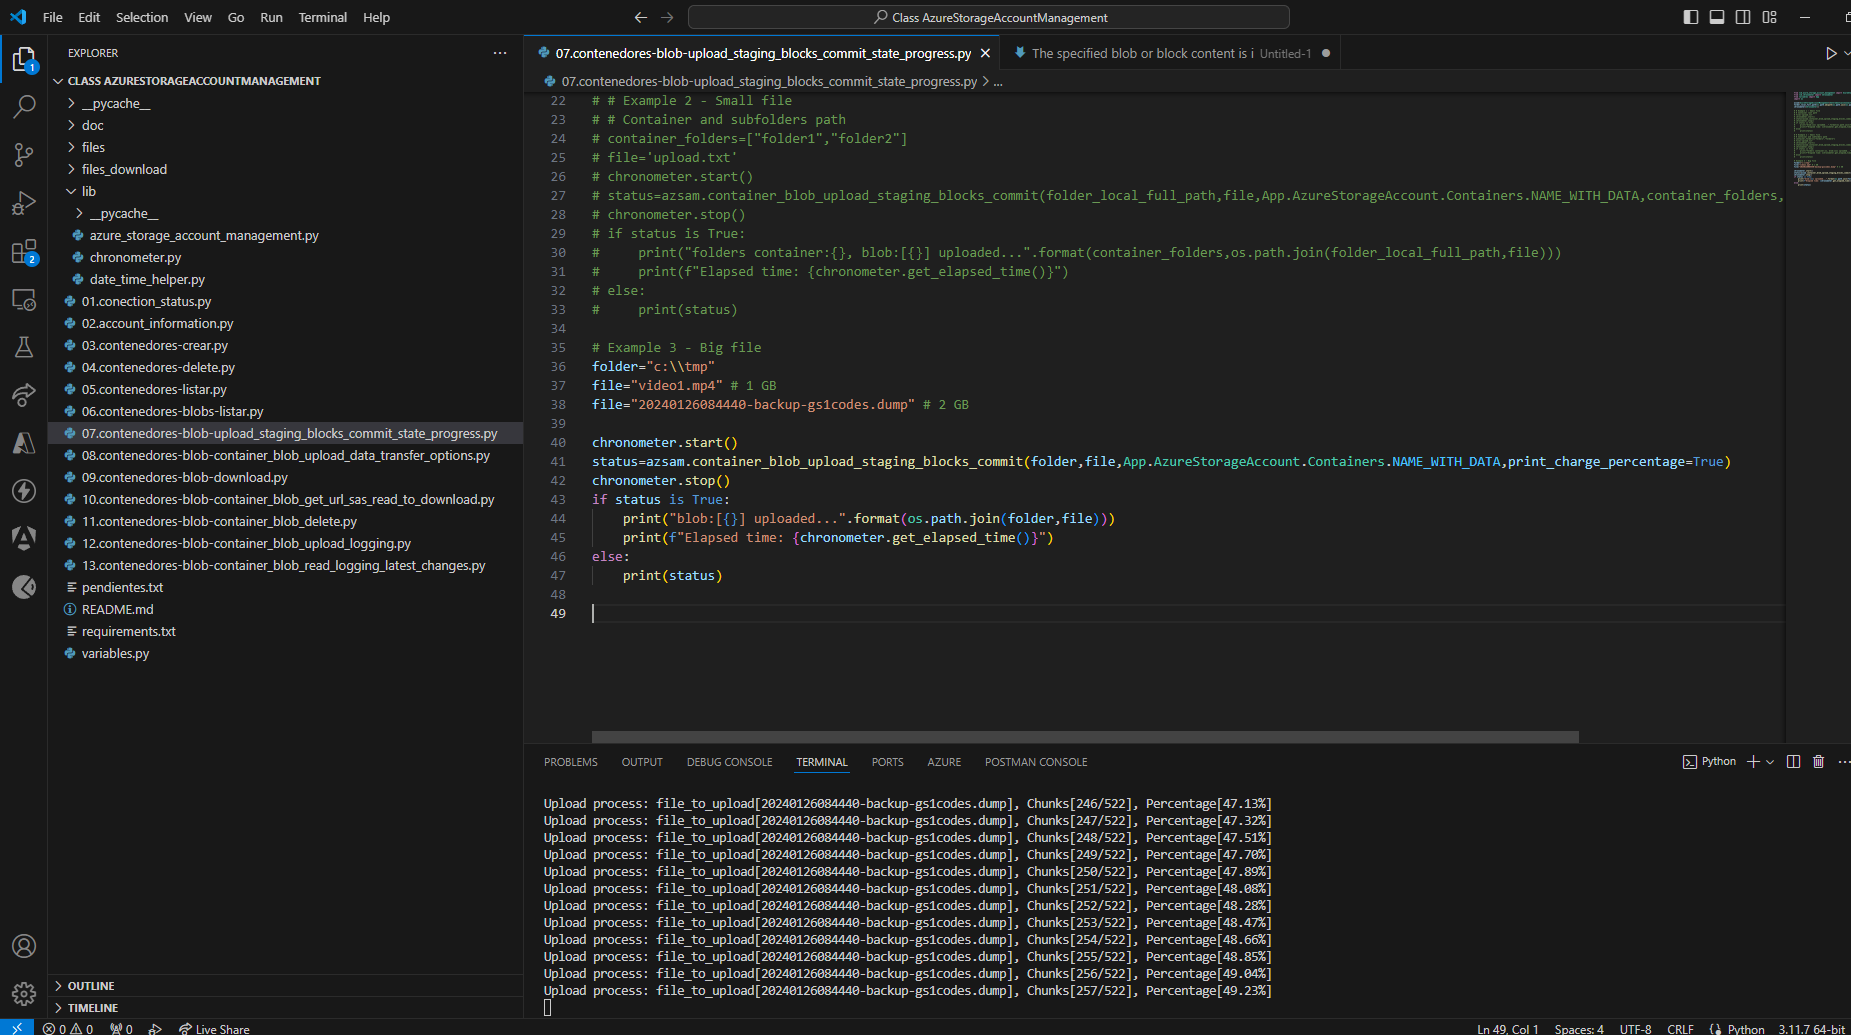 File Edit Selection View Go Run Terminal Help
Class AzureStorageAccountManagement
EXPLORER
CLASS AZURESTORAGEACCOUNTMANAGEMENT
__pycache__
doc
files
files_download
lib
__pycache__
azure_storage_account_management.py
chronometer.py
date_time_helper.py
01.conection_status.py
02.account_information.py
03.contenedores-crear.py
04.contenedores-delete.py
05.contenedores-listar.py
06.contenedores-blobs-listar.py
07.contenedores-blob-upload_staging_blocks_commit_state_progress.py
08.contenedores-blob-container_blob_upload_data_transfer_options.py
09.contenedores-blob-download.py
10.contenedores-blob-container_blob_get_url_sas_read_to_download.py
11.contenedores-blob-container_blob_delete.py
12.contenedores-blob-container_blob_upload_logging.py
13.contenedores-blob-container_blob_read_logging_latest_changes.py
pendientes.txt
README.md
requirements.txt
variables.py
OUTLINE
TIMELINE
1
2
07.contenedores-blob-upload_staging_blocks_commit_state_progress.py
The specified blob or block content is i Untitled-1
07.contenedores-blob-upload_staging_blocks_commit_state_progress.py > ...
22 # # Example 2 - Small file
23 # # Container and subfolders path
24 # container_folders=["folder1","folder2"]
25 # file='upload.txt'
26 # chronometer.start()
27 # status=azsam.container_blob_upload_staging_blocks_commit(folder_local_full_path,file,App.AzureStorageAccount.Containers.NAME_WITH_DATA,container_folders,
28 # chronometer.stop()
29 # if status is True:
30 #     print("folders container:{}, blob:[{}] uploaded...".format(container_folders,os.path.join(folder_local_full_path,file)))
31 #     print(f"Elapsed time: {chronometer.get_elapsed_time()}")
32 # else:
33 #     print(status)
34
35 # Example 3 - Big file
36 folder="c:\\tmp"
37 file="video1.mp4" # 1 GB
38 file="20240126084440-backup-gs1codes.dump" # 2 GB
39
40 chronometer.start()
41 status=azsam.container_blob_upload_staging_blocks_commit(folder,file,App.AzureStorageAccount.Containers.NAME_WITH_DATA,print_charge_percentage=True)
42 chronometer.stop()
43 if status is True:
44     print("blob:[{}] uploaded...".format(os.path.join(folder,file)))
45     print(f"Elapsed time: {chronometer.get_elapsed_time()}")
46 else:
47     print(status)
48
49
PROBLEMS OUTPUT DEBUG CONSOLE TERMINAL PORTS AZURE POSTMAN CONSOLE
Python
Upload process: file_to_upload[20240126084440-backup-gs1codes.dump], Chunks[246/522], Percentage[47.13%]
Upload process: file_to_upload[20240126084440-backup-gs1codes.dump], Chunks[247/522], Percentage[47.32%]
Upload process: file_to_upload[20240126084440-backup-gs1codes.dump], Chunks[248/522], Percentage[47.51%]
Upload process: file_to_upload[20240126084440-backup-gs1codes.dump], Chunks[249/522], Percentage[47.70%]
Upload process: file_to_upload[20240126084440-backup-gs1codes.dump], Chunks[250/522], Percentage[47.89%]
Upload process: file_to_upload[20240126084440-backup-gs1codes.dump], Chunks[251/522], Percentage[48.08%]
Upload process: file_to_upload[20240126084440-backup-gs1codes.dump], Chunks[252/522], Percentage[48.28%]
Upload process: file_to_upload[20240126084440-backup-gs1codes.dump], Chunks[253/522], Percentage[48.47%]
Upload process: file_to_upload[20240126084440-backup-gs1codes.dump], Chunks[254/522], Percentage[48.66%]
Upload process: file_to_upload[20240126084440-backup-gs1codes.dump], Chunks[255/522], Percentage[48.85%]
Upload process: file_to_upload[20240126084440-backup-gs1codes.dump], Chunks[256/522], Percentage[49.04%]
Upload process: file_to_upload[20240126084440-backup-gs1codes.dump], Chunks[257/522], Percentage[49.23%]
0 0 0 Live Share
Ln 49, Col 1 Spaces: 4 UTF-8 CRLF Python 3.11.7 64-bit